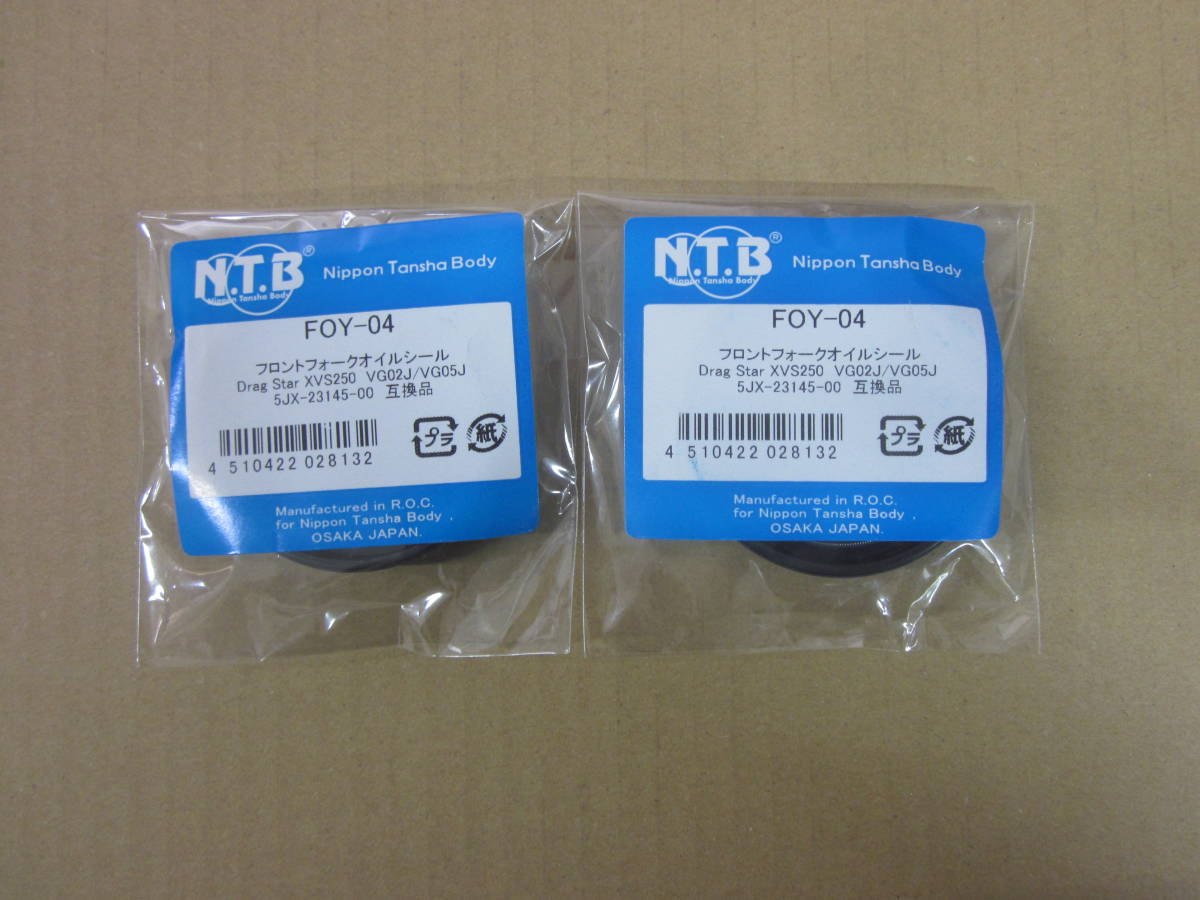 N.T.B®
Nippon Tansha Body
Nippon Tansha Body
FOY-04
フロントフォークオイルシール
Drag Star XVS250 VG02J/VG05J
5JX-23145-00 互換品
プラ
紙
4 510422 028132
Manufactured in R.O.C.
for Nippon Tansha Body .
OSAKA JAPAN.
N.T.B®
Nippon Tansha Body
Nippon Tansha Body
FOY-04
フロントフォークオイルシール
Drag Star XVS250 VG02J/VG05J
5JX-23145-00 互換品
プラ
紙
4 510422 028132
Manufactured in R.O.C.
for Nippon Tansha Body .
OSAKA JAPAN.